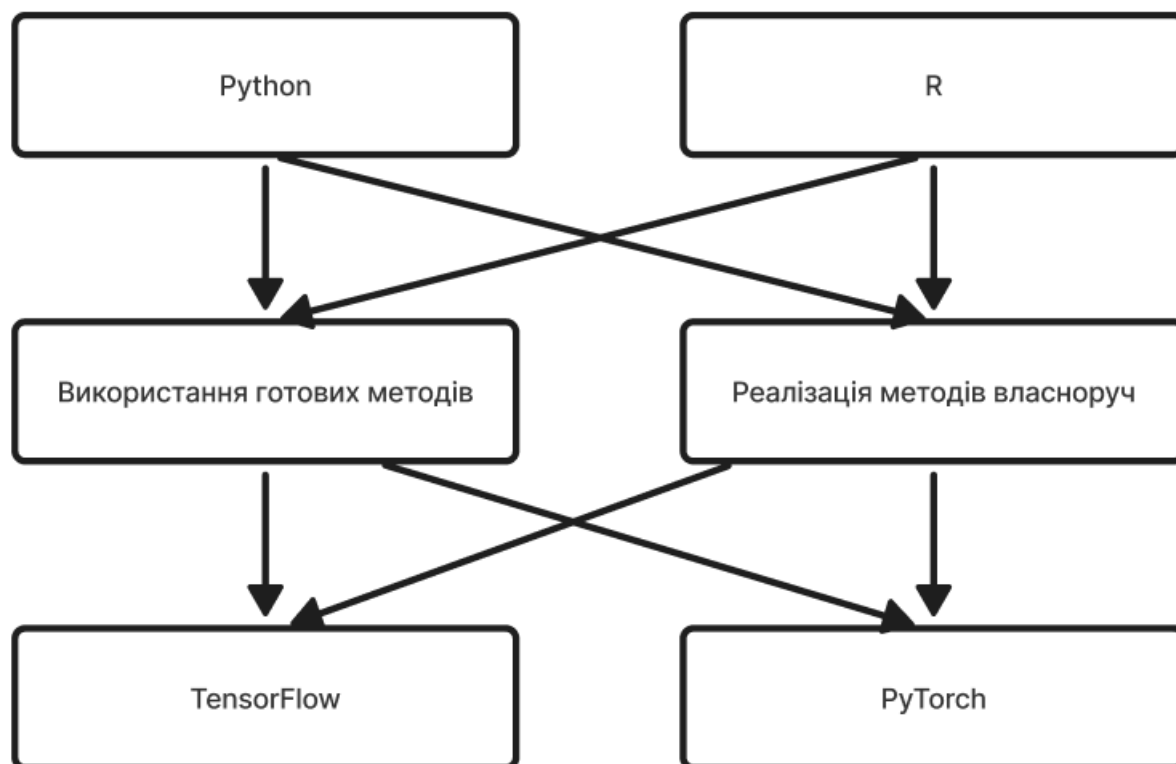 Python
R
Використання готових методів
Реалізація методів власноруч
TensorFlow
PyTorch